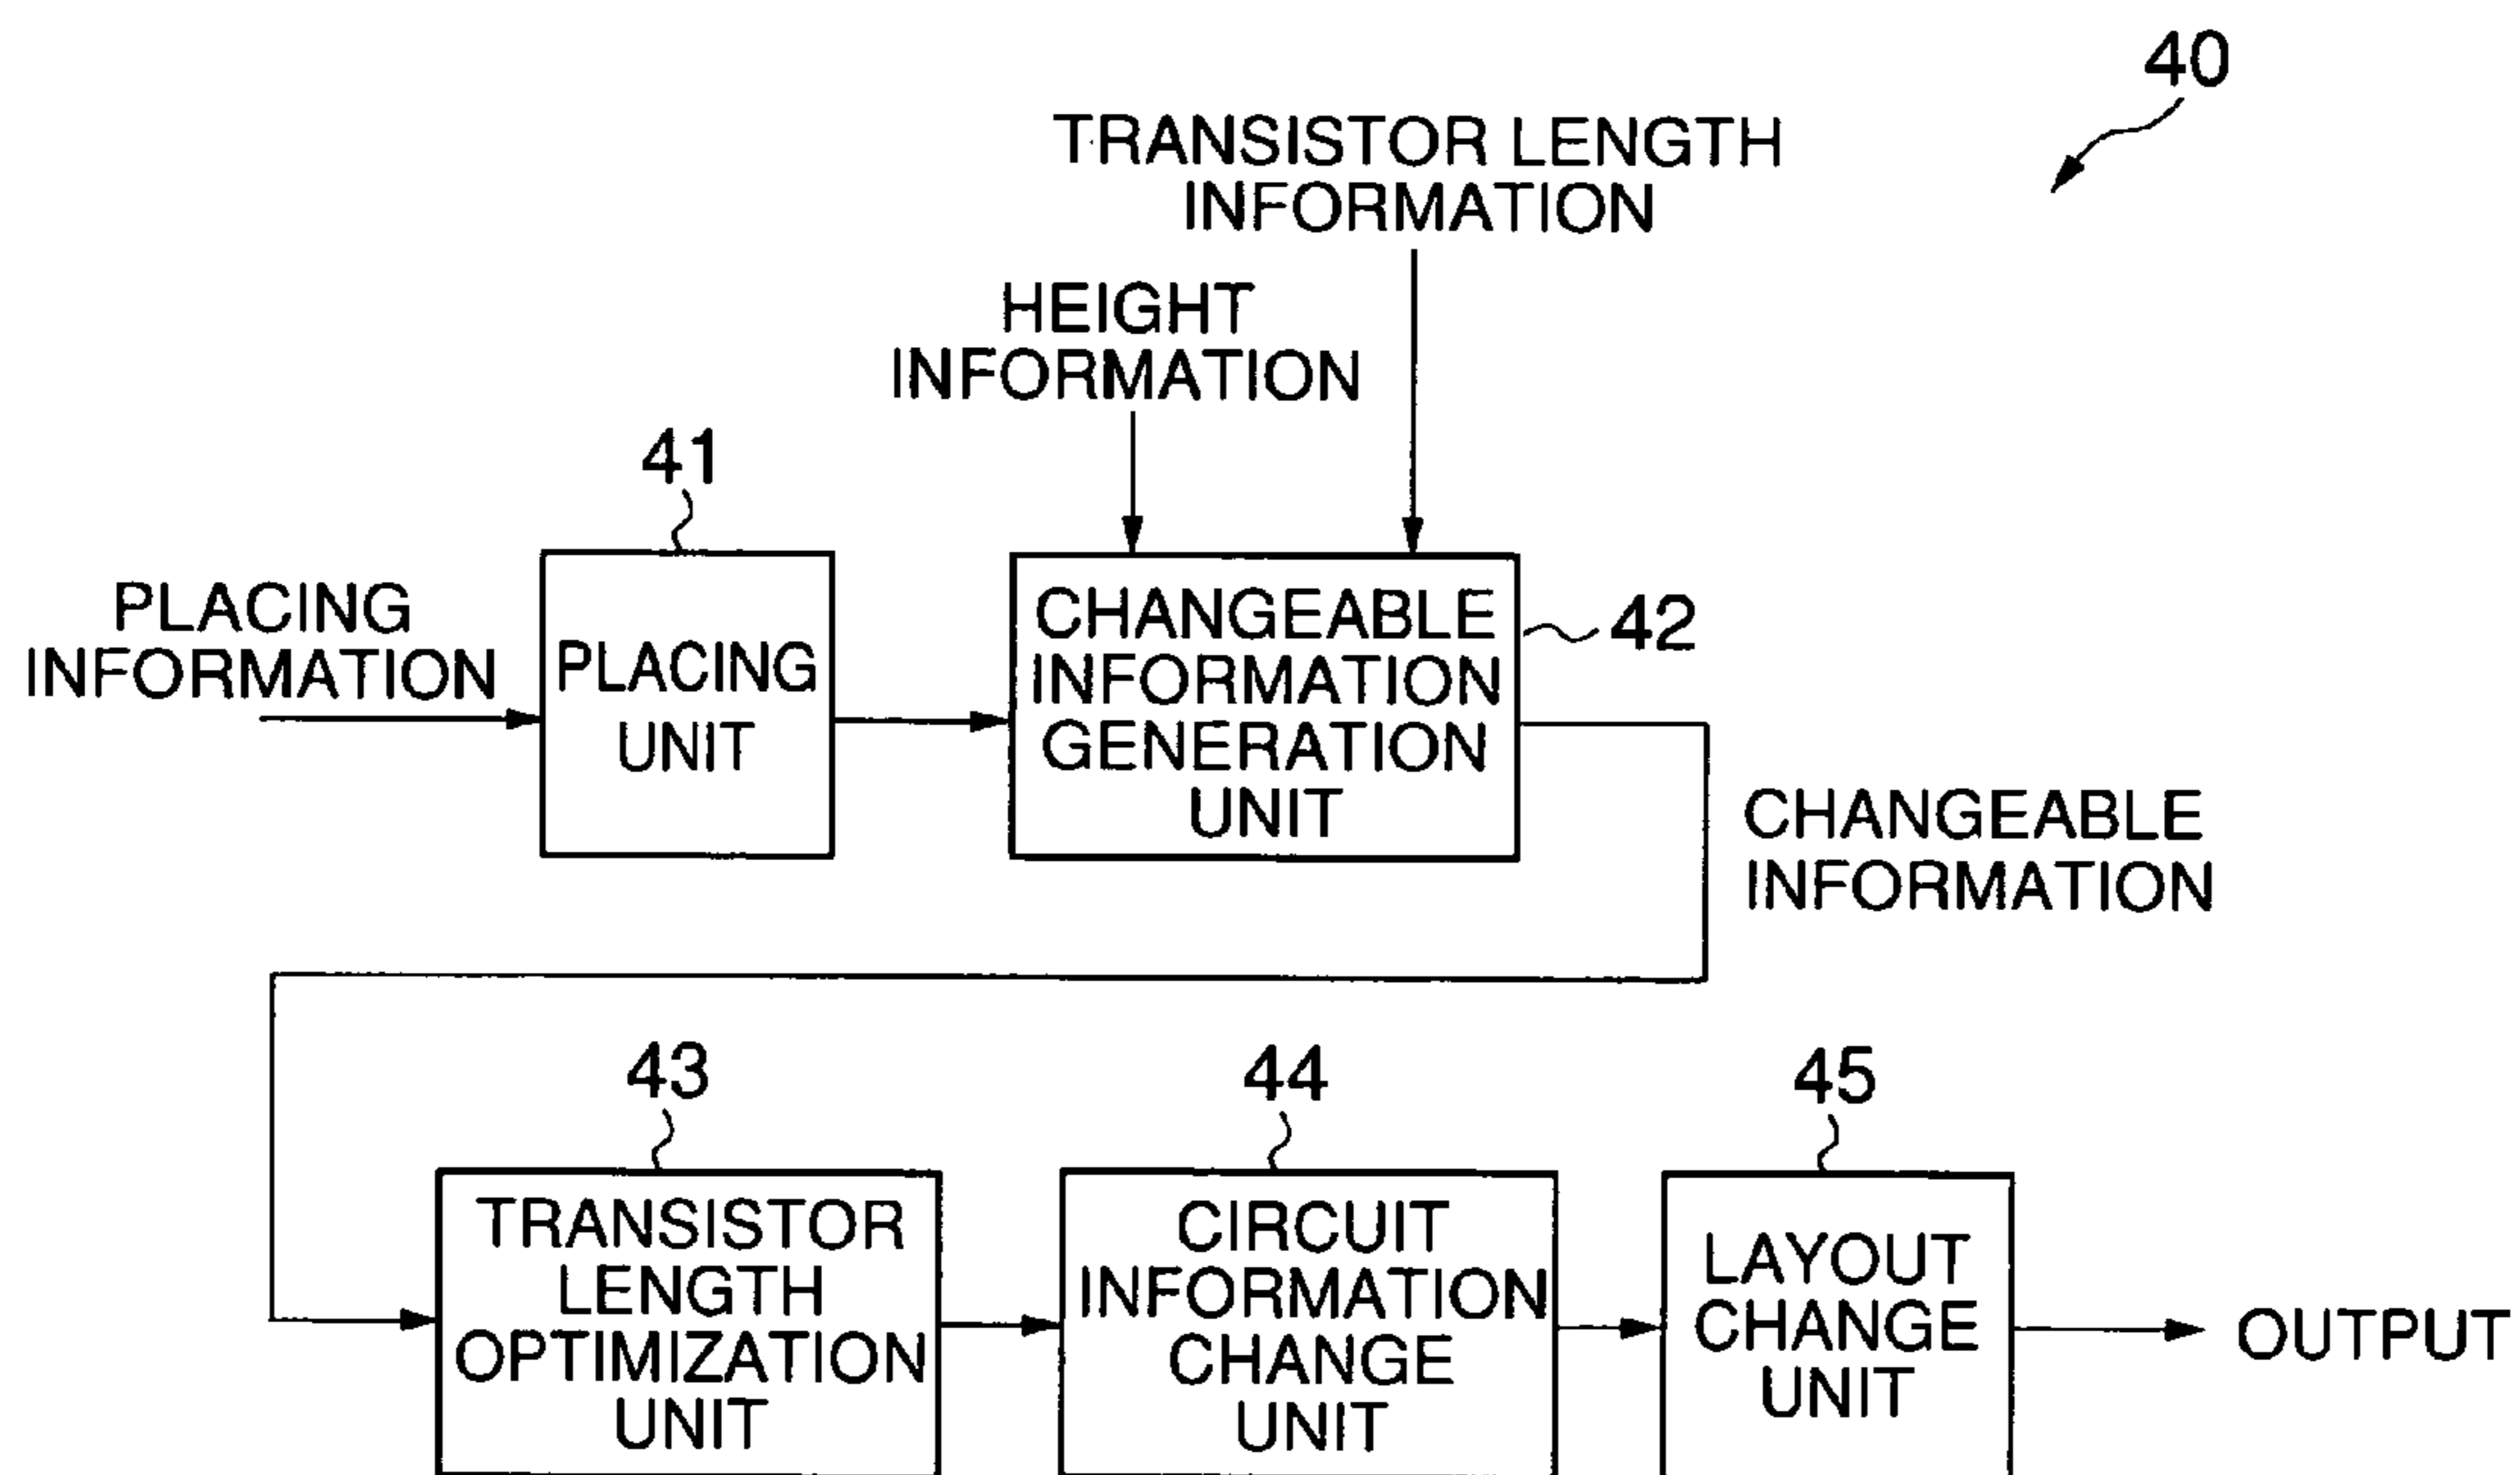 40
TRANSISTOR LENGTH
INFORMATION
HEIGHT
INFORMATION
41
PLACING
INFORMATION
PLACING
UNIT
CHANGEABLE
INFORMATION
GENERATION
UNIT
42
CHANGEABLE
INFORMATION
43
TRANSISTOR
LENGTH
OPTIMIZATION
UNIT
44
CIRCUIT
INFORMATION
CHANGE
UNIT
45
LAYOUT
CHANGE
UNIT
OUTPUT